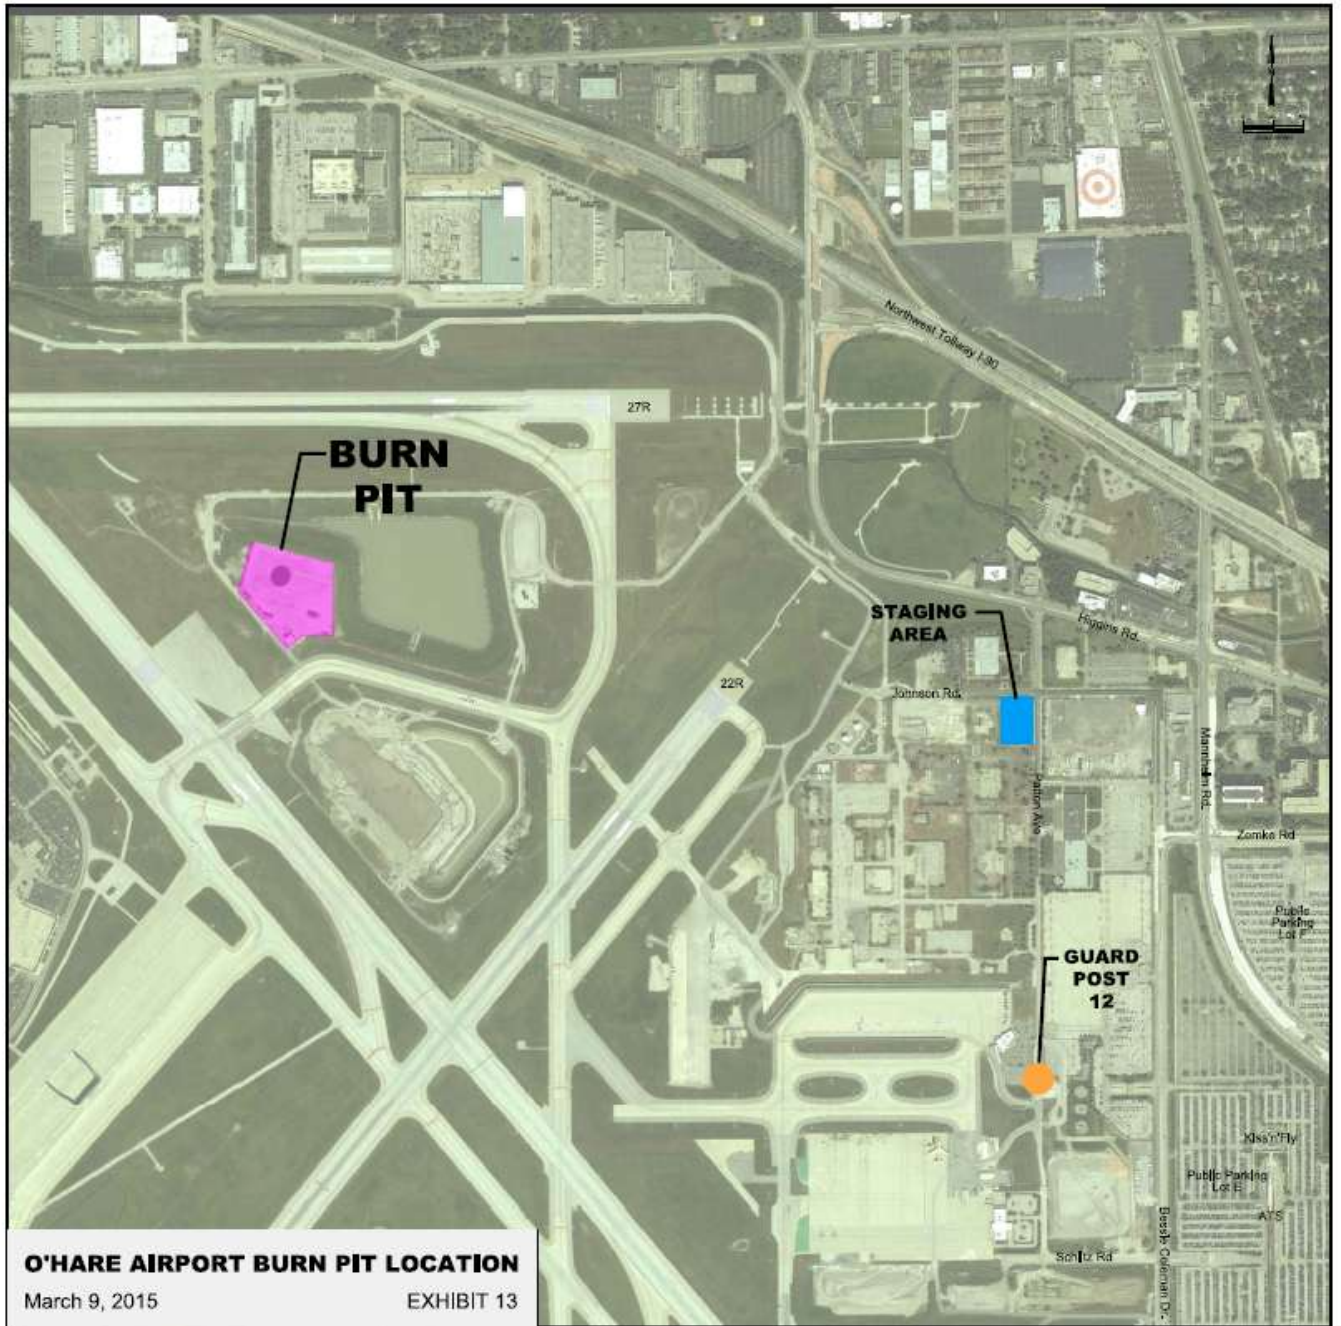 Northwest Tollway I-90
27R
BURN
PIT
STAGING
AREA
Higgins Rd.
22R
Johnson Rd.
Mannheim Rd.
Patton Ave
Zemke Rd
Public
Parking
Lot F
GUARD
POST
12
Kiss'n'Fly
Public Parking
Lot E
ATS
Bessie Coleman Dr.
Schlitz Rd
O'HARE AIRPORT BURN PIT LOCATION
March 9, 2015
EXHIBIT 13